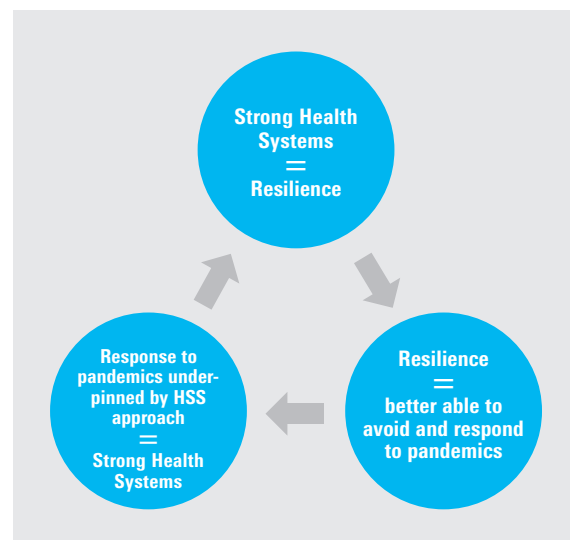 Strong Health
Systems
=
Resilience
Resilience
=
better able to
avoid and respond
to pandemics
Response to
pandemics under-
pinned by HSS
approach
=
Strong Health
Systems